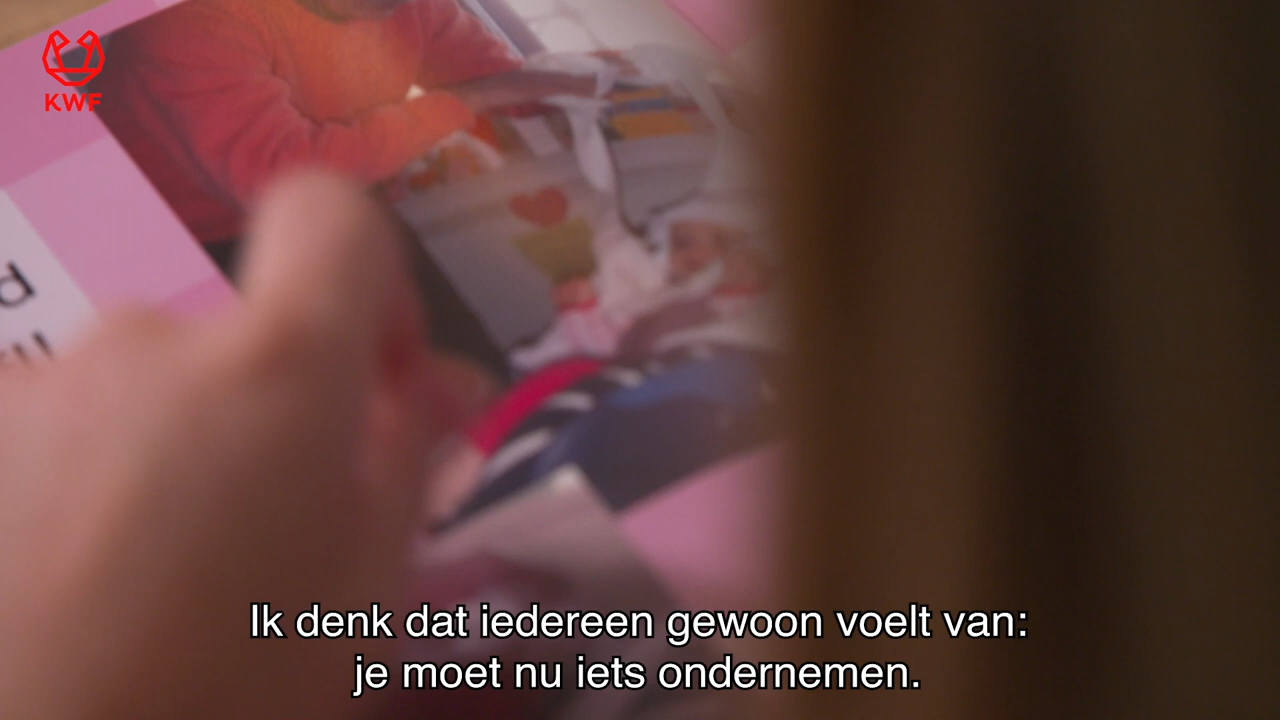 KWF
d
Ik denk dat iedereen gewoon voelt van:
je moet nu iets ondernemen.